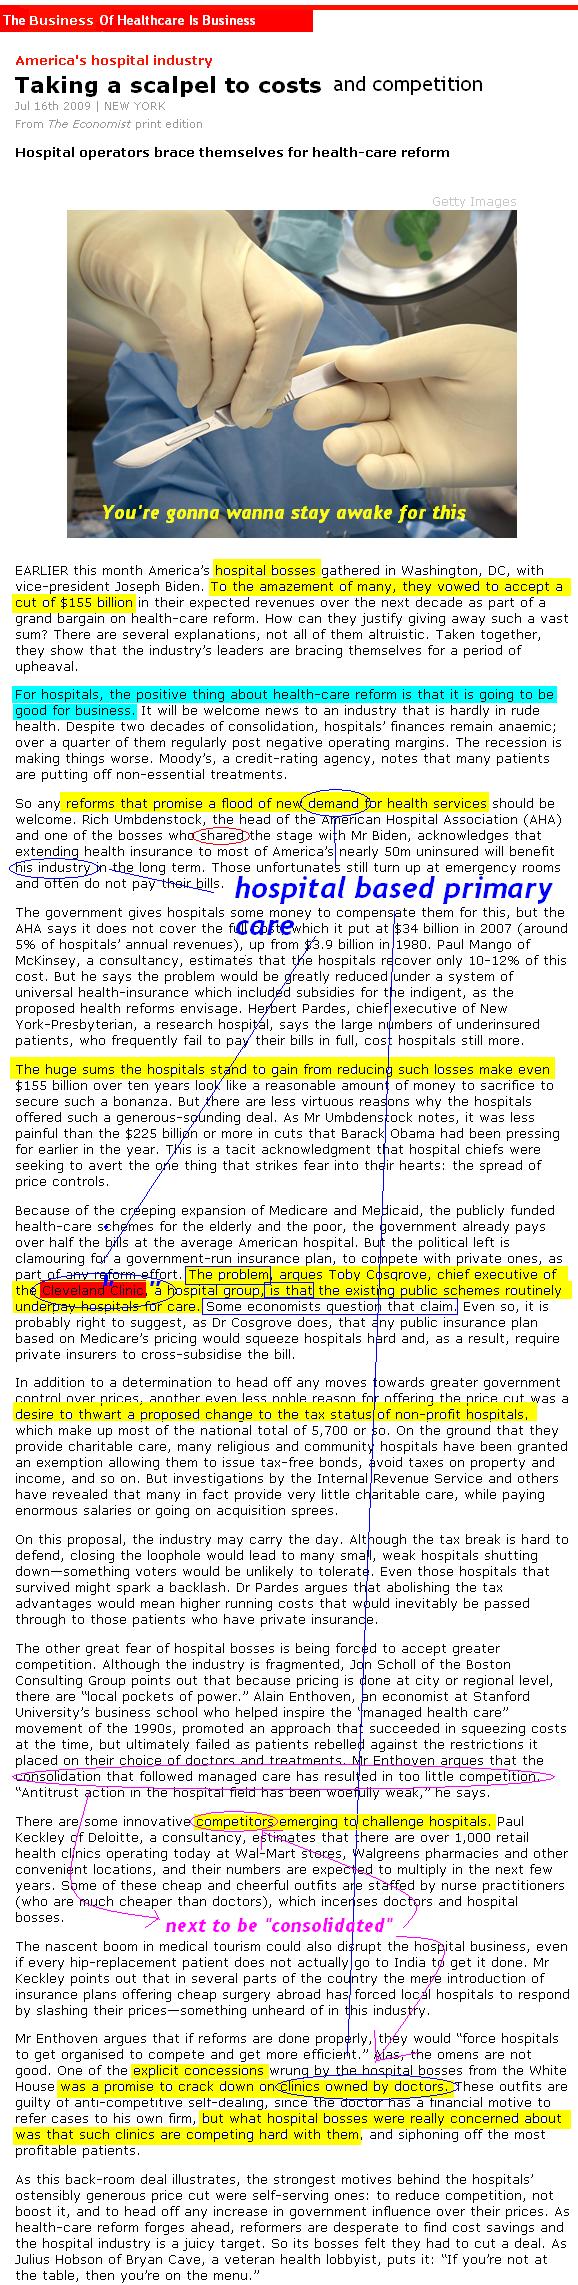 The Business Of Healthcare Is Business
America's hospital industry
Taking a scalpel to costs and competition
Jul 16th 2009 | NEW YORK
From The Economist print edition
Hospital operators brace themselves for health-care reform
Getty Images
You're gonna wanna stay awake for this
EARLIER this month America's hospital bosses gathered in Washington, DC, with
vice-president Joseph Biden. To the amazement of many, they vowed to accept a
cut of $155 billion in their expected revenues over the next decade as part of a
grand bargain on health-care reform. How can they justify giving away such a vast
sum? There are several explanations, not all of them altruistic. Taken together,
they show that the industry's leaders are bracing themselves for a period of
upheaval.
For hospitals, the positive thing about health-care reform is that it is going to be
good for business. It will be welcome news to an industry that is hardly in rude
health. Despite two decades of consolidation, hospitals' finances remain anaemic;
over a quarter of them regularly post negative operating margins. The recession is
making things worse. Moody's, a credit-rating agency, notes that many patients
are putting off non-essential treatments.
So any reforms that promise a flood of new demand for health services should be
welcome. Rich Umbdenstock, the head of the American Hospital Association (AHA)
and one of the bosses who shared the stage with Mr Biden, acknowledges that
extending health insurance to most of America's nearly 50m uninsured will benefit
his industry in the long term. Those unfortunates still turn up at emergency rooms
and often do not pay their bills.
hospital based primary
care
The government gives hospitals some money to compensate them for this, but the
AHA says it does not cover the full cost, which it put at $34 billion in 2007 (around
5% of hospitals' annual revenues), up from $3.9 billion in 1980. Paul Mango of
McKinsey, a consultancy, estimates that the hospitals recover only 10-12% of this
cost. But he says the problem would be greatly reduced under a system of
universal health-insurance which included subsidies for the indigent, as the
proposed health reforms envisage. Herbert Pardes, chief executive of New
York-Presbyterian, a research hospital, says the large numbers of underinsured
patients, who frequently fail to pay their bills in full, cost hospitals still more.
The huge sums the hospitals stand to gain from reducing such losses make even
$155 billion over ten years look like a reasonable amount of money to sacrifice to
secure such a bonanza. But there are less virtuous reasons why the hospitals
offered such a generous-sounding deal. As Mr Umbdenstock notes, it was less
painful than the $225 billion or more in cuts that Barack Obama had been pressing
for earlier in the year. This is a tacit acknowledgment that hospital chiefs were
seeking to avert the one thing that strikes fear into their hearts: the spread of
price controls.
Because of the creeping expansion of Medicare and Medicaid, the publicly funded
health-care schemes for the elderly and the poor, the government already pays
over half the bills at the average American hospital. But the political left is
clamouring for a government-run insurance plan, to compete with private ones, as
part of any reform effort. The problem, argues Toby Cosgrove, chief executive of
the "Cleveland Clinic," a hospital group, is that the existing public schemes routinely
underpay hospitals for care. Some economists question that claim. Even so, it is
probably right to suggest, as Dr Cosgrove does, that any public insurance plan
based on Medicare's pricing would squeeze hospitals hard and, as a result, require
private insurers to cross-subsidise the bill.
In addition to a determination to head off any moves towards greater government
control over prices, another even less noble reason for offering the price cut was a
desire to thwart a proposed change to the tax status of non-profit hospitals,
which make up most of the national total of 5,700 or so. On the ground that they
provide charitable care, many religious and community hospitals have been granted
an exemption allowing them to issue tax-free bonds, avoid taxes on property and
income, and so on. But investigations by the Internal Revenue Service and others
have revealed that many in fact provide very little charitable care, while paying
enormous salaries or going on acquisition sprees.
On this proposal, the industry may carry the day. Although the tax break is hard to
defend, closing the loophole would lead to many small, weak hospitals shutting
down—something voters would be unlikely to tolerate. Even those hospitals that
survived might spark a backlash. Dr Pardes argues that abolishing the tax
advantages would mean higher running costs that would inevitably be passed
through to those patients who have private insurance.
The other great fear of hospital bosses is being forced to accept greater
competition. Although the industry is fragmented, Jon Scholl of the Boston
Consulting Group points out that because pricing is done at city or regional level,
there are "local pockets of power." Alain Enthoven, an economist at Stanford
University's business school who helped inspire the "managed health care"
movement of the 1990s, promoted an approach that succeeded in squeezing costs
at the time, but ultimately failed as patients rebelled against the restrictions it
placed on their choice of doctors and treatments. Mr Enthoven argues that the
consolidation that followed managed care has resulted in too little competition.
"Antitrust action in the hospital field has been woefully weak," he says.
There are some innovative competitors emerging to challenge hospitals. Paul
Keckley of Deloitte, a consultancy, estimates that there are over 1,000 retail
health clinics operating today at Wal-Mart stores, Walgreens pharmacies and other
convenient locations, and their numbers are expected to multiply in the next few
years. Some of these cheap and cheerful outfits are staffed by nurse practitioners
(who are much cheaper than doctors), which incenses doctors and hospital
bosses.
next to be "consolidated"
The nascent boom in medical tourism could also disrupt the hospital business, even
if every hip-replacement patient does not actually go to India to get it done. Mr
Keckley points out that in several parts of the country the mere introduction of
insurance plans offering cheap surgery abroad has forced local hospitals to respond
by slashing their prices—something unheard of in this industry.
Mr Enthoven argues that if reforms are done properly, they would "force hospitals
to get organised to compete and get more efficient." Alas, the omens are not
good. One of the explicit concessions wrung by the hospital bosses from the White
House was a promise to crack down on clinics owned by doctors. These outfits are
guilty of anti-competitive self-dealing, since the doctor has a financial motive to
refer cases to his own firm, but what hospital bosses were really concerned about
was that such clinics are competing hard with them, and siphoning off the most
profitable patients.
As this back-room deal illustrates, the strongest motives behind the hospitals'
ostensibly generous price cut were self-serving ones: to reduce competition, not
boost it, and to head off any increase in government influence over their prices. As
health-care reform forges ahead, reformers are desperate to find cost savings and
the hospital industry is a juicy target. So its bosses felt they had to cut a deal. As
Julius Hobson of Bryan Cave, a veteran health lobbyist, puts it: "If you're not at
the table, then you're on the menu."